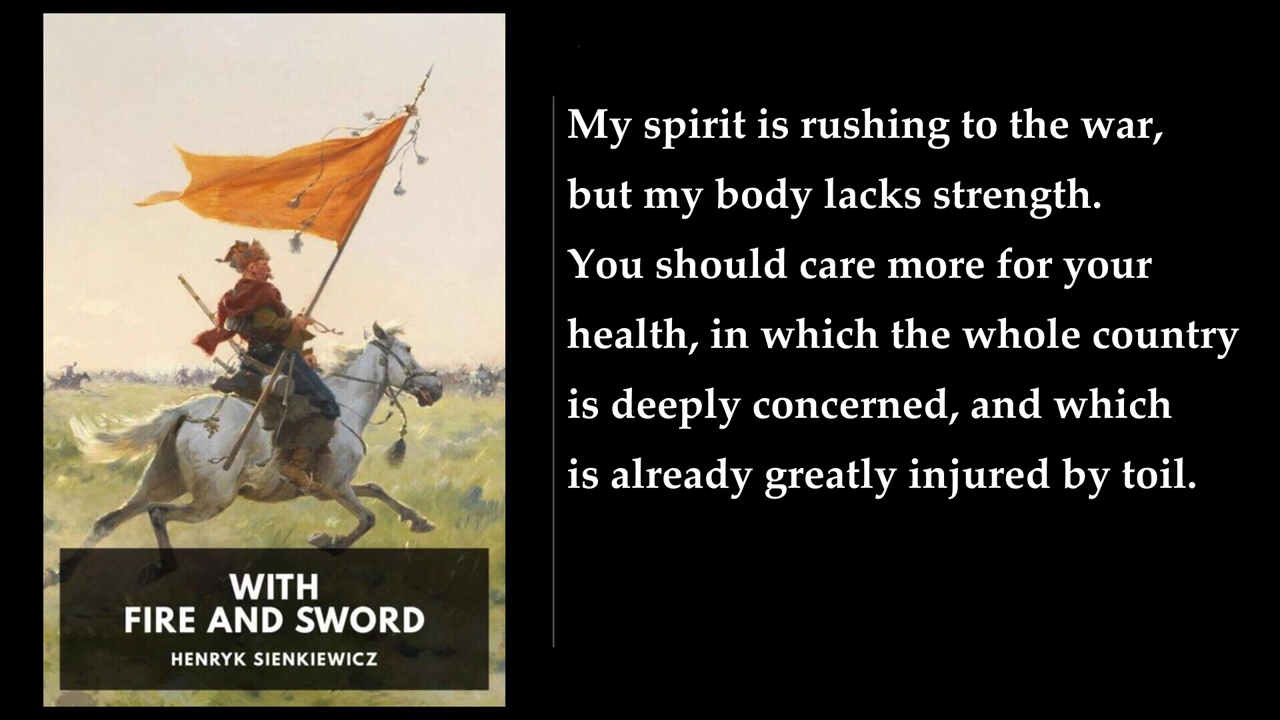 WITH
FIRE AND SWORD
HENRYK SIENKIEWICZ
My spirit is rushing to the war,
but my body lacks strength.
You should care more for your
health, in which the whole country
is deeply concerned, and which
is already greatly injured by toil.